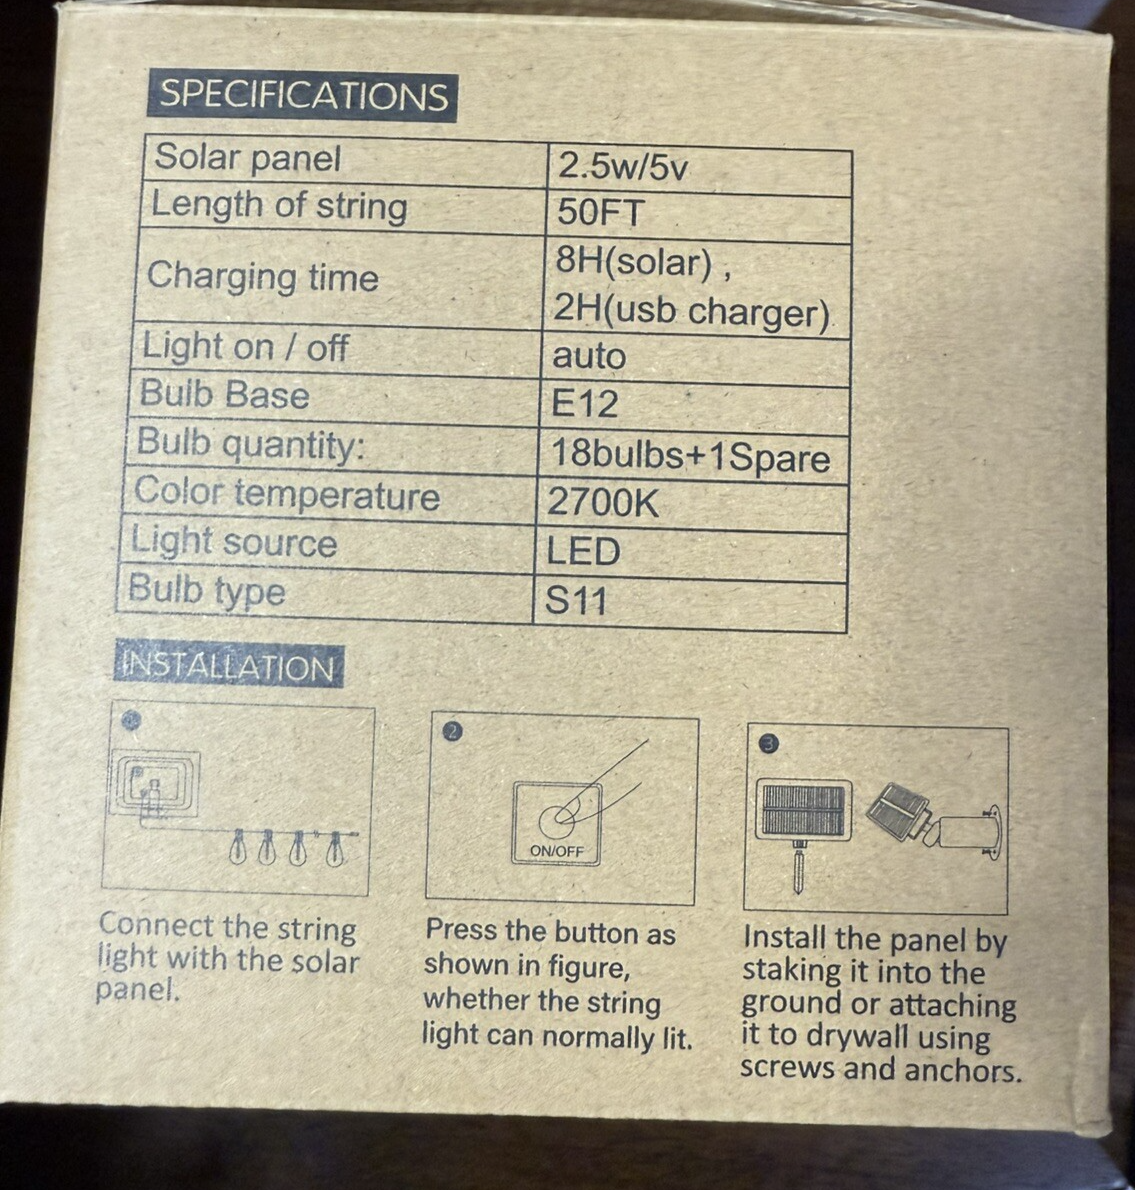 SPECIFICATIONS
Solar panel 2.5w/5v
Length of string 50FT
Charging time 8H(solar) ,
2H(usb charger)
Light on / off auto
Bulb Base E12
Bulb quantity: 18bulbs+1Spare
Color temperature 2700K
Light source LED
Bulb type S11
INSTALLATION
1
Connect the string
light with the solar
panel.
2
ON/OFF
Press the button as
shown in figure,
whether the string
light can normally lit.
3
Install the panel by
staking it into the
ground or attaching
it to drywall using
screws and anchors.